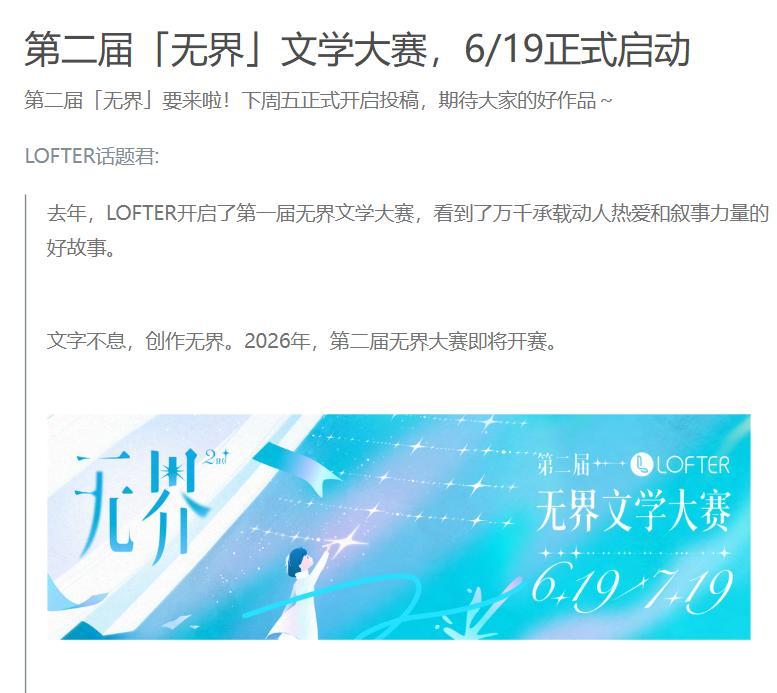 第二届「无界」文学大赛，6/19正式启动
第二届「无界」要来啦！下周五正式开启投稿，期待大家的好作品～
LOFTER话题君:
去年，LOFTER开启了第一届无界文学大赛，看到了万千承载动人热爱和叙事力量的
好故事。
文字不息，创作无界。2026年，第二届无界大赛即将开赛。
无界 2nd
第二届 LOFTER
无界文学大赛
6.19 7.19